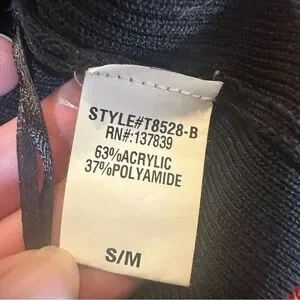 STYLE#T8528-B
RN#:137839
63%ACRYLIC
37%POLYAMIDE
S/M